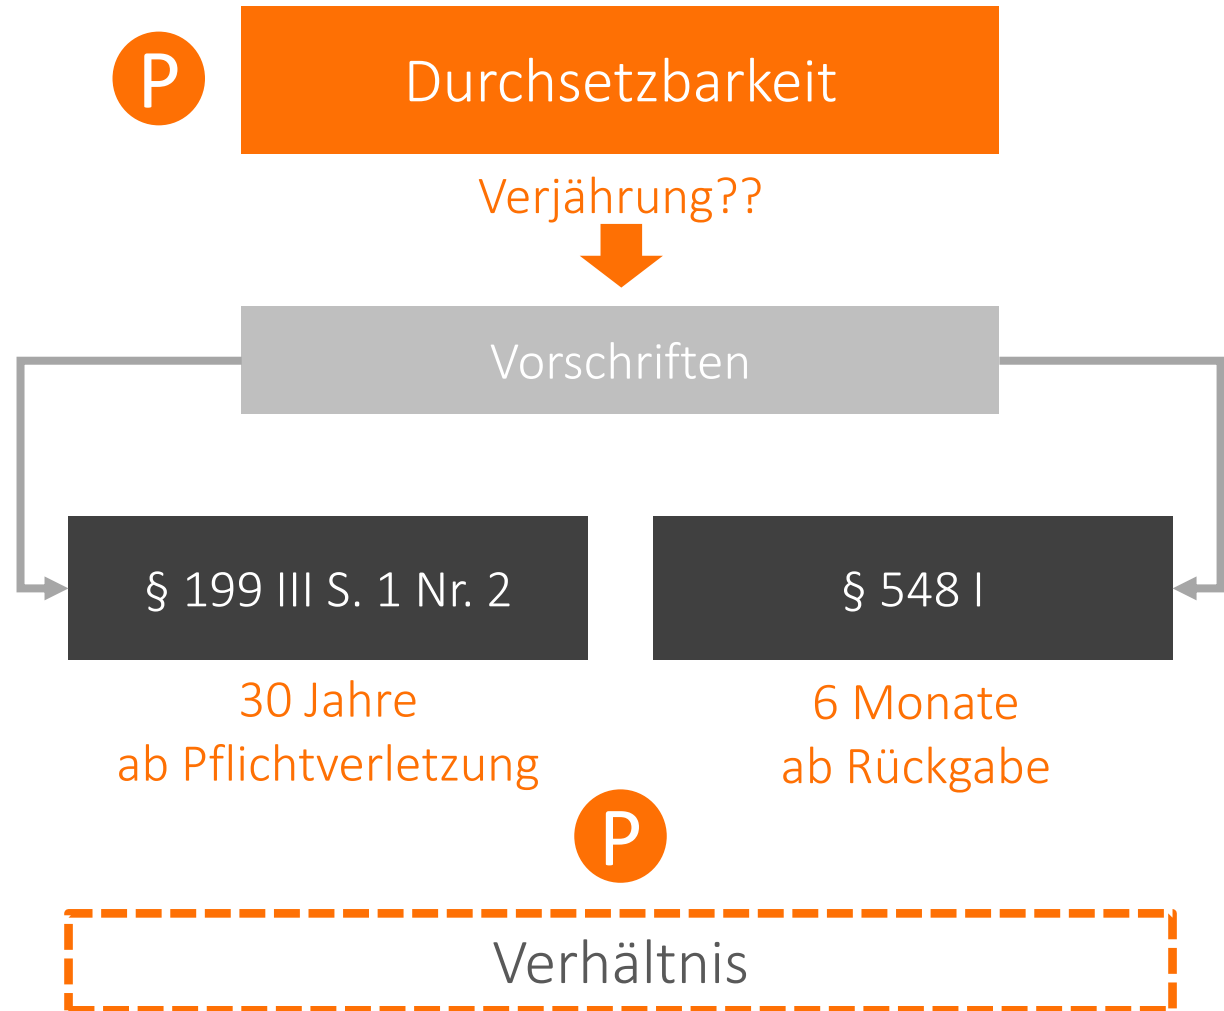 P
Durchsetzbarkeit
Verjährung??
Vorschriften
§ 199 III S. 1 Nr. 2
30 Jahre
ab Pflichtverletzung
§ 548 I
6 Monate
ab Rückgabe
P
Verhältnis